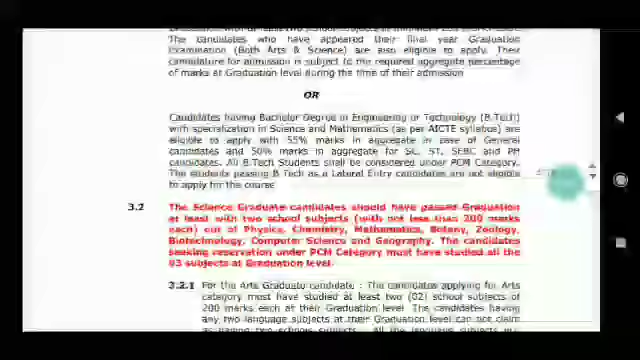 The candidates who have appeared their final year Graduation
Examination (Both Arts & Science) are also eligible to apply. Their
candidature for admission is subject to the required aggregate percentage
of marks at Graduation level during the time of their admission
OR
Candidates having Bachelor Degree in Engineering or Technology (B.Tech)
with specialization in Science and Mathematics (as per AICTE syllabus) are
eligible to apply with 55% marks in aggregate in case of General
candidates and 50% marks in aggregate for SC, ST, SEBC and PH
candidates. All B.Tech Students shall be considered under PCM Category.
The students passing B Tech as a Lateral Entry candidates are not eligible
to apply for the course
3.2 The Science Graduate candidates should have passed Graduation
at least with two school subjects (with not less than 200 marks
each) out of Physics, Chemistry, Mathematics, Botany, Zoology,
Biotechnology, Computer Science and Geography. The candidates
seeking reservation under PCM Category must have studied all the
03 subjects at Graduation level.
3.2.1 For the Arts Graduate candidate : The candidates applying for Arts
category must have studied at least two (02) school subjects of
200 marks each at their Graduation level. The candidates having
any two language subjects at their Graduation level can not claim
as having two schools subjects. All the language subjects